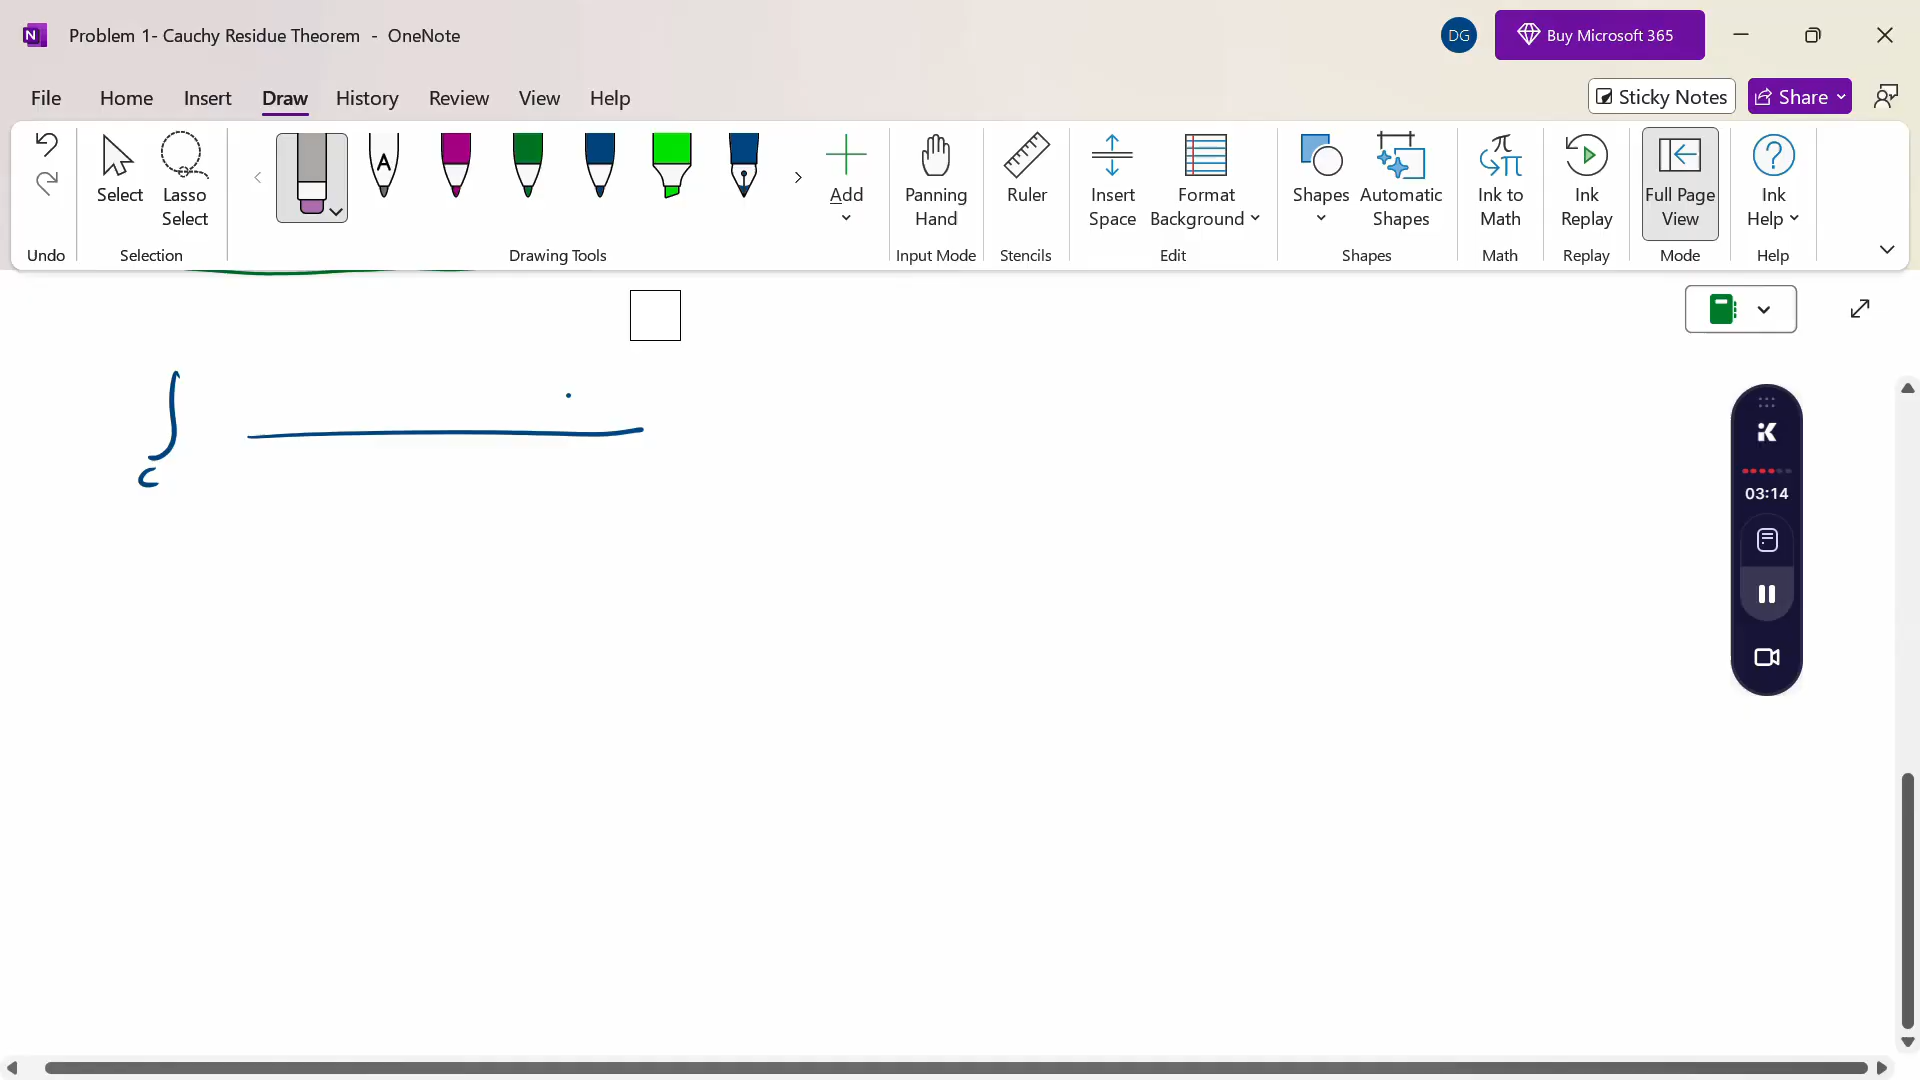 Problem 1- Cauchy Residue Theorem - OneNote
DG
Buy Microsoft 365
File Home Insert Draw History Review View Help
Sticky Notes
Share
A
Select
Lasso Select
Add
Panning Hand
Ruler
Insert Space
Format Background
Shapes
Automatic Shapes
Ink to Math
Ink Replay
Full Page View
Ink Help
Undo
Selection
Drawing Tools
Input Mode
Stencils
Edit
Shapes
Math
Replay
Mode
Help
∫
c
03:14